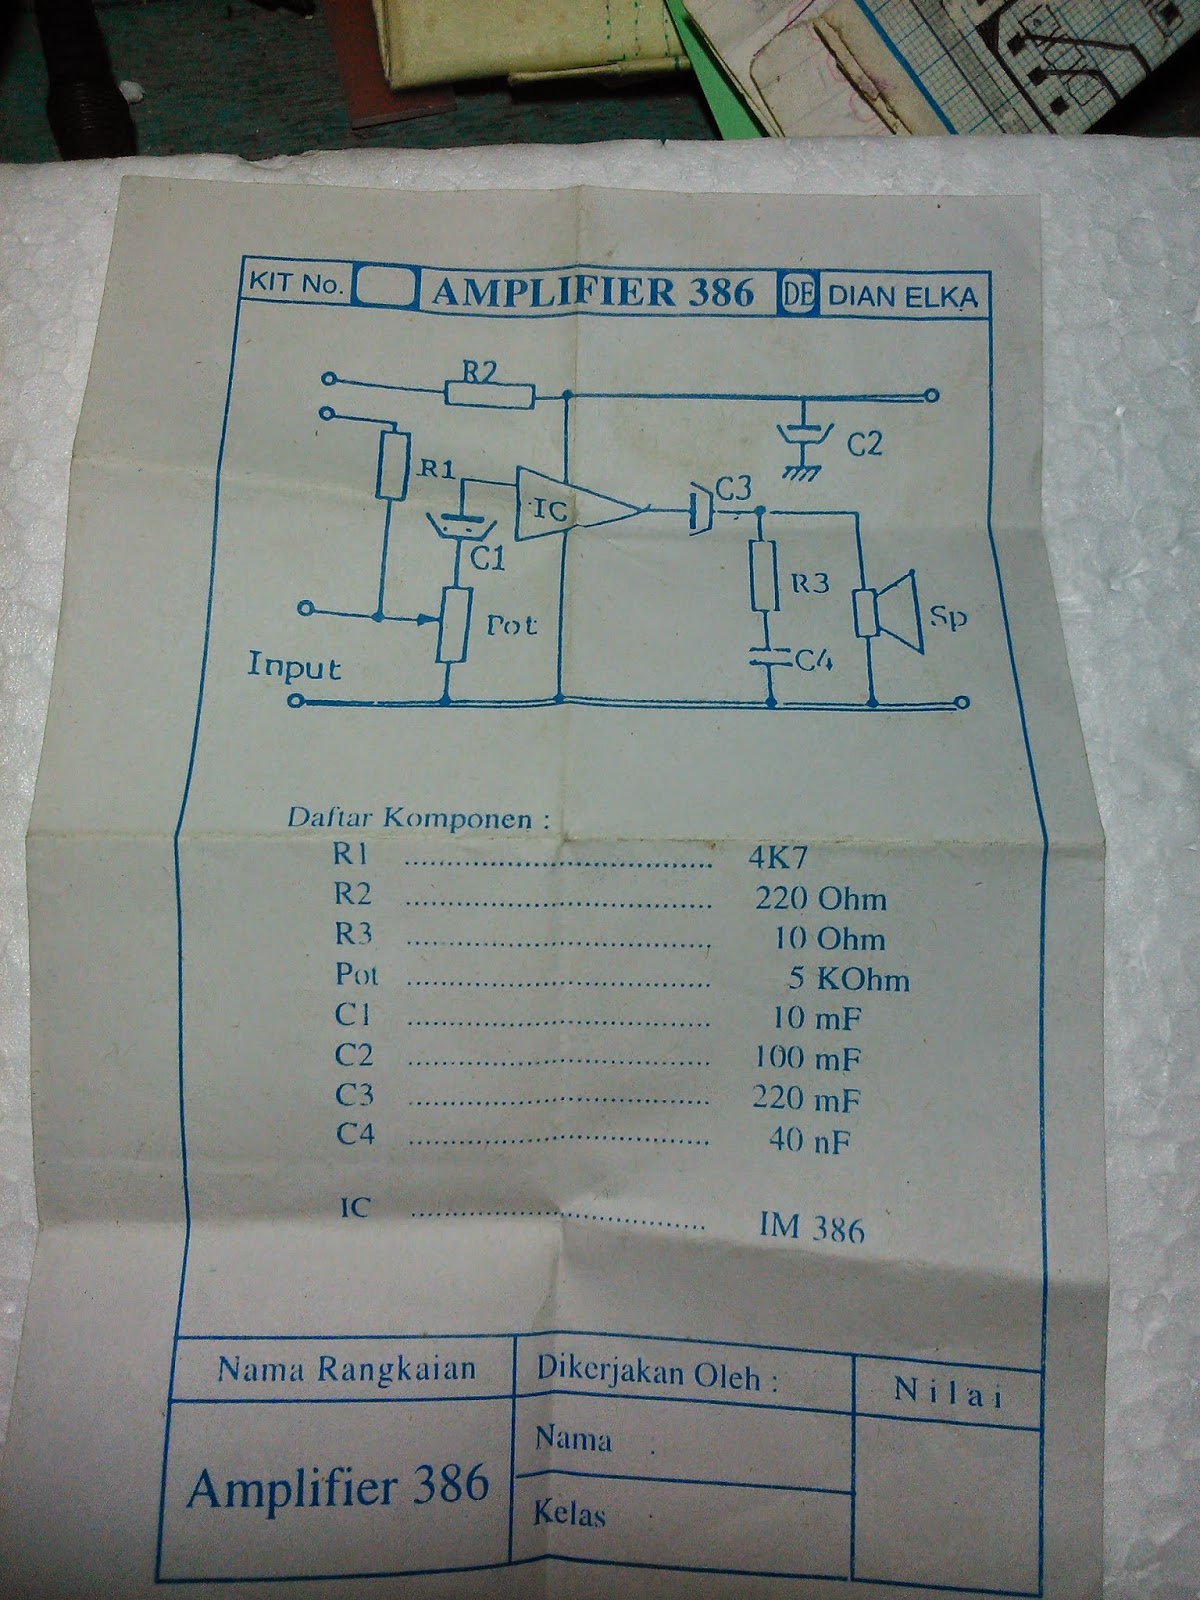 KIT No. AMPLIFIER 386 DE DIAN ELKA
R2
R1
C2
C3
IC
C1
R3
Pot
Sp
C4
Input
Daftar Komponen :
R1 ........................................ 4K7
R2 ........................................ 220 Ohm
R3 ........................................ 10 Ohm
Pot ........................................ 5 KOhm
C1 ........................................ 10 mF
C2 ........................................ 100 mF
C3 ........................................ 220 mF
C4 ........................................ 40 nF
IC ........................................ IM 386
Nama Rangkaian
Dikerjakan Oleh :
Nilai
Amplifier 386
Nama :
Kelas :